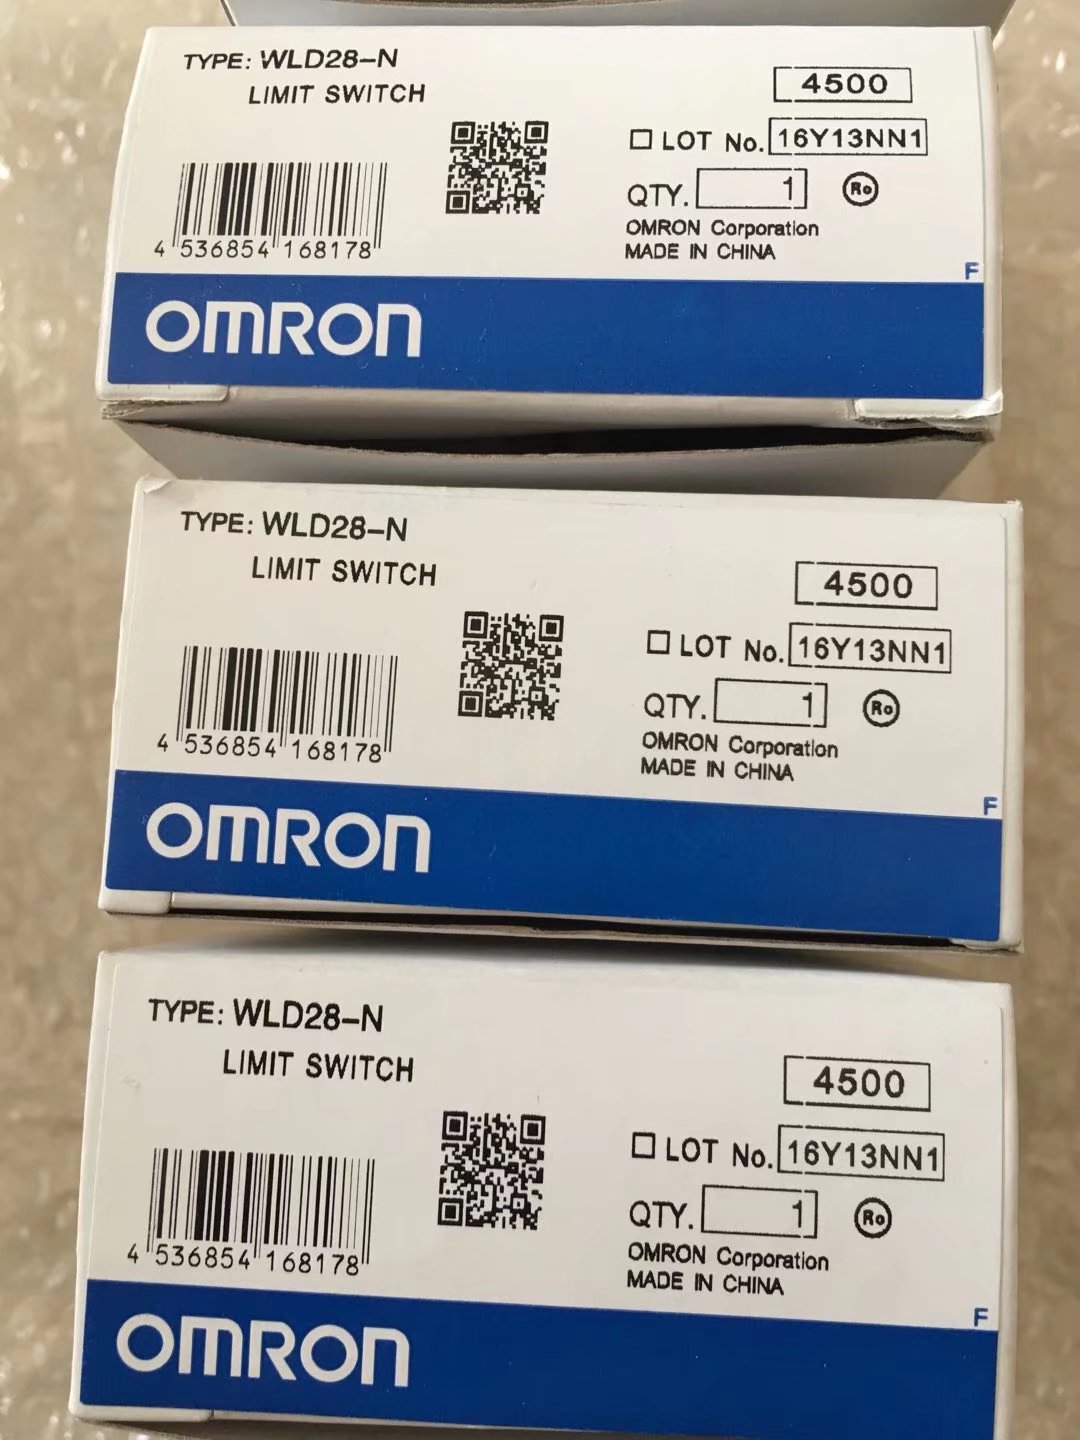 TYPE: WLD28-N
LIMIT SWITCH
4500
LOT No. 16Y13NN1
QTY. 1 Ro
OMRON Corporation
MADE IN CHINA
4 536854 168178
F
OMRON
TYPE: WLD28-N
LIMIT SWITCH
4500
LOT No. 16Y13NN1
QTY. 1 Ro
OMRON Corporation
MADE IN CHINA
4 536854 168178
F
OMRON
TYPE: WLD28-N
LIMIT SWITCH
4500
LOT No. 16Y13NN1
QTY. 1 Ro
OMRON Corporation
MADE IN CHINA
4 536854 168178
F
OMRON